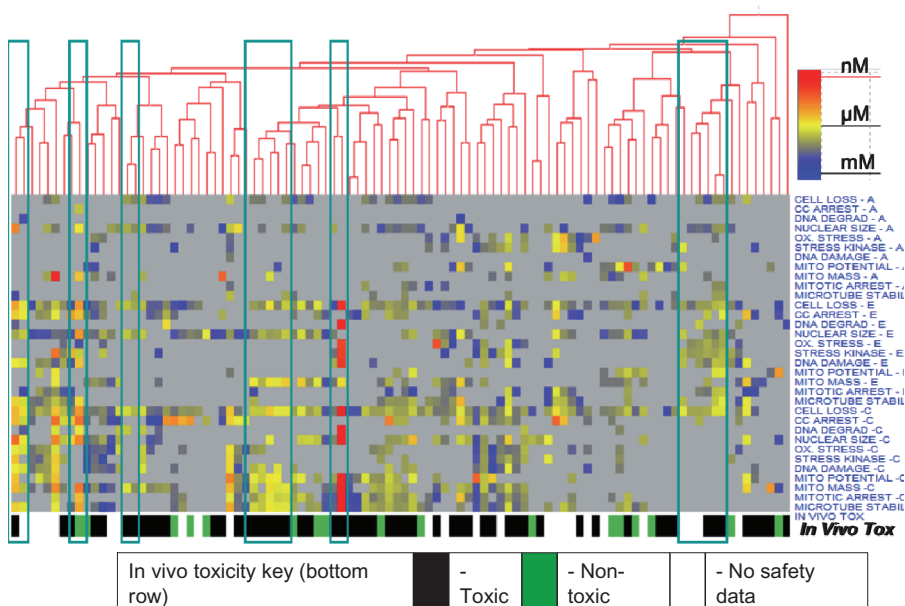 nM
µM
mM
CELL LOSS - A
CC ARREST - A
DNA DEGRAD - A
NUCLEAR SIZE - A
OX. STRESS - A
STRESS KINASE - A
DNA DAMAGE - A
MITO POTENTIAL - A
MITO MASS - A
MITOTIC ARREST - A
MICROTUBE STABIL
CELL LOSS - E
CC ARREST - E
DNA DEGRAD - E
NUCLEAR SIZE - E
OX. STRESS - E
STRESS KINASE - E
DNA DAMAGE - E
MITO POTENTIAL - E
MITO MASS - E
MITOTIC ARREST - E
MICROTUBE STABIL
CELL LOSS -C
CC ARREST -C
DNA DEGRAD -C
NUCLEAR SIZE -C
OX. STRESS -C
STRESS KINASE -C
DNA DAMAGE -C
MITO POTENTIAL -C
MITO MASS -C
MITOTIC ARREST -C
MICROTUBE STABIL
IN VIVO TOX
In Vivo Tox
In vivo toxicity key (bottom row)
- Toxic
- Non-toxic
- No safety data